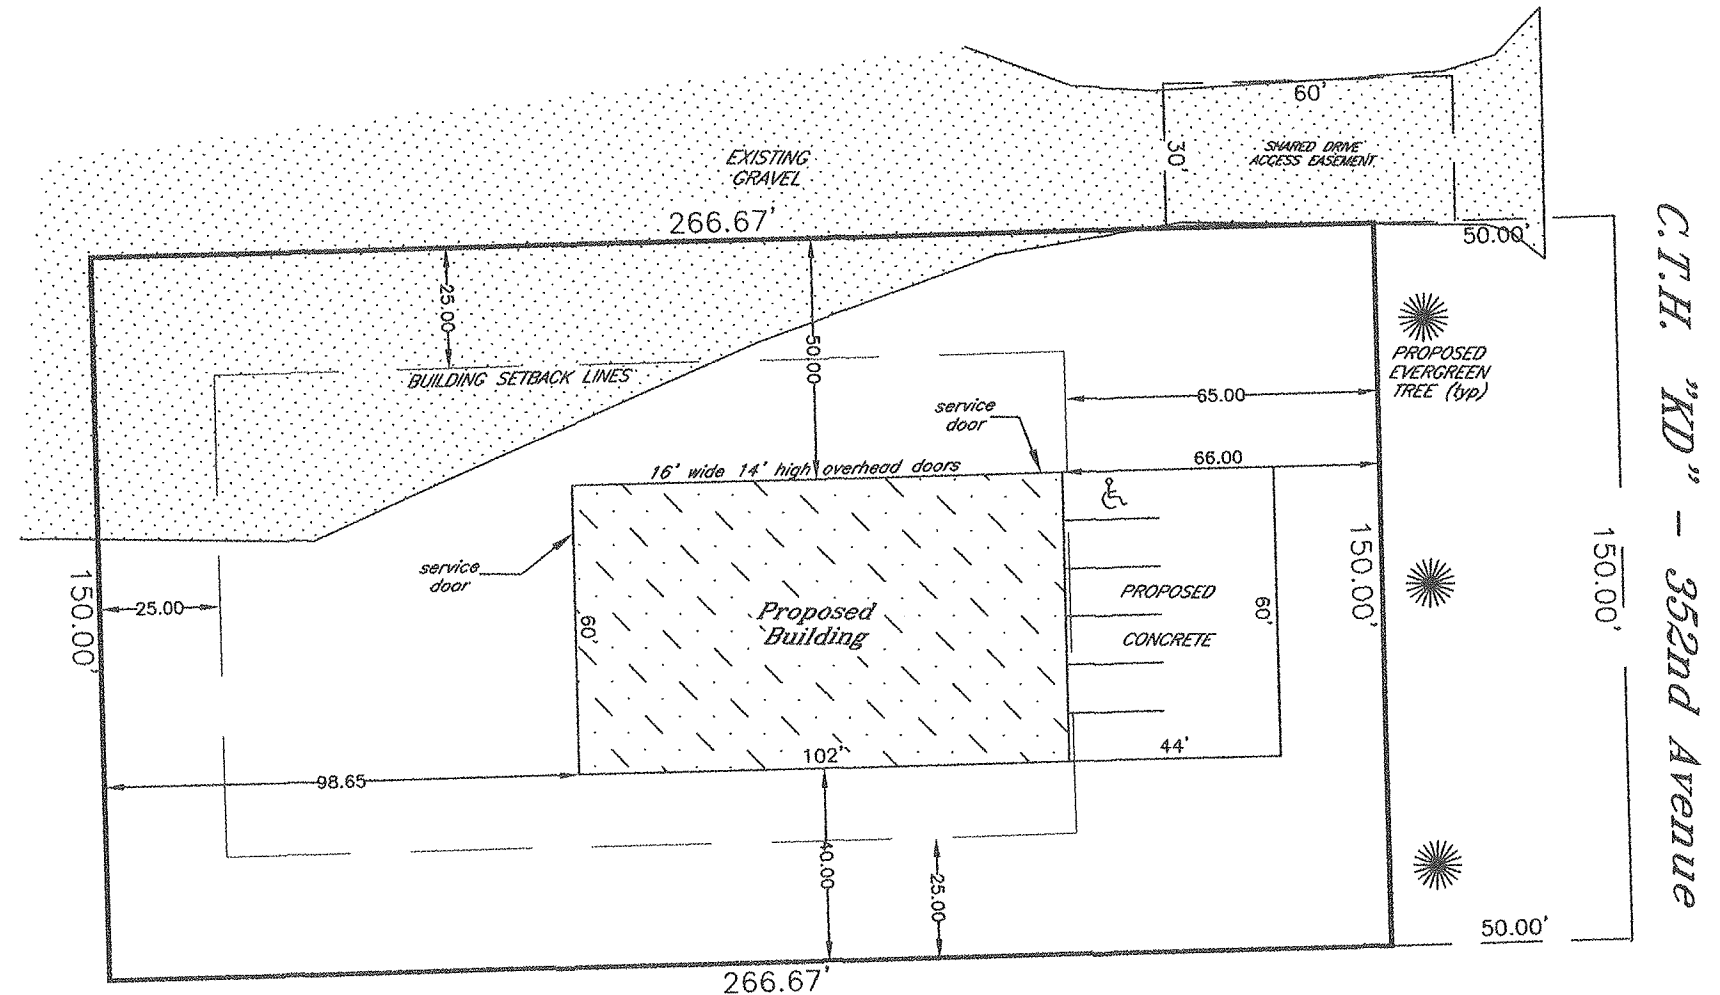 60'
30'
SHARED DRIVE
ACCESS EASEMENT
EXISTING
GRAVEL
266.67'
50.00'
25.00
50.00
BUILDING SETBACK LINES
PROPOSED
EVERGREEN
TREE (typ)
65.00
service
door
66.00
16' wide 14' high overhead doors
service
door
150.00'
25.00
60'
Proposed
Building
PROPOSED
CONCRETE
60'
150.00'
150.00'
C.T.H. "KD" - 352nd Avenue
102'
44'
98.65
40.00
25.00
50.00'
266.67'